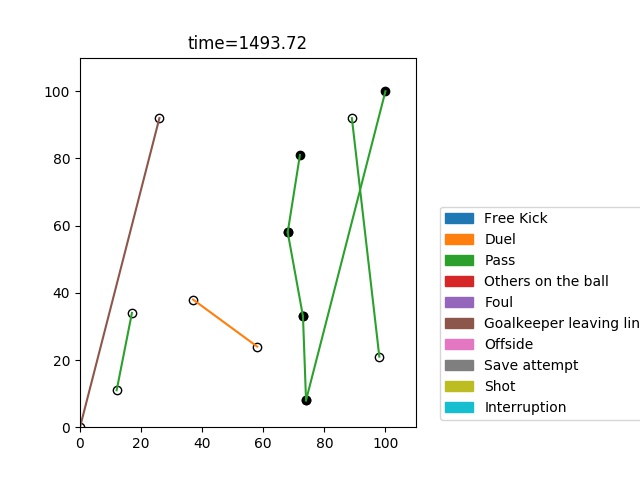 time=1493.72
100
80
60
40
20
0
0 20 40 60 80 100
Free Kick
Duel
Pass
Others on the ball
Foul
Goalkeeper leaving lin
Offside
Save attempt
Shot
Interruption